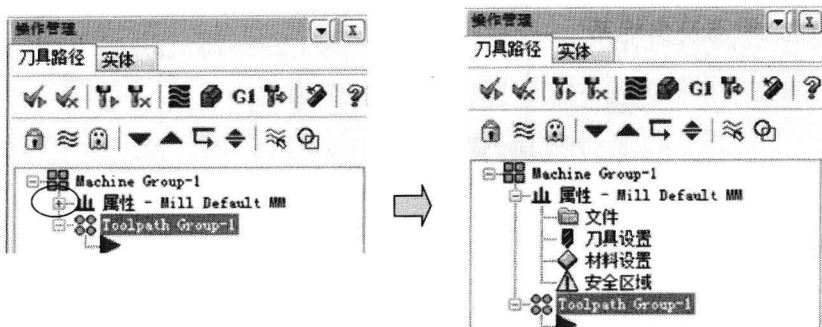 操作管理
刀具路径 实体
G1
Machine Group-1
属性 - Mill Default MM
Toolpath Group-1
操作管理
刀具路径 实体
G1
Machine Group-1
属性 - Mill Default MM
文件
刀具设置
材料设置
安全区域
Toolpath Group-1